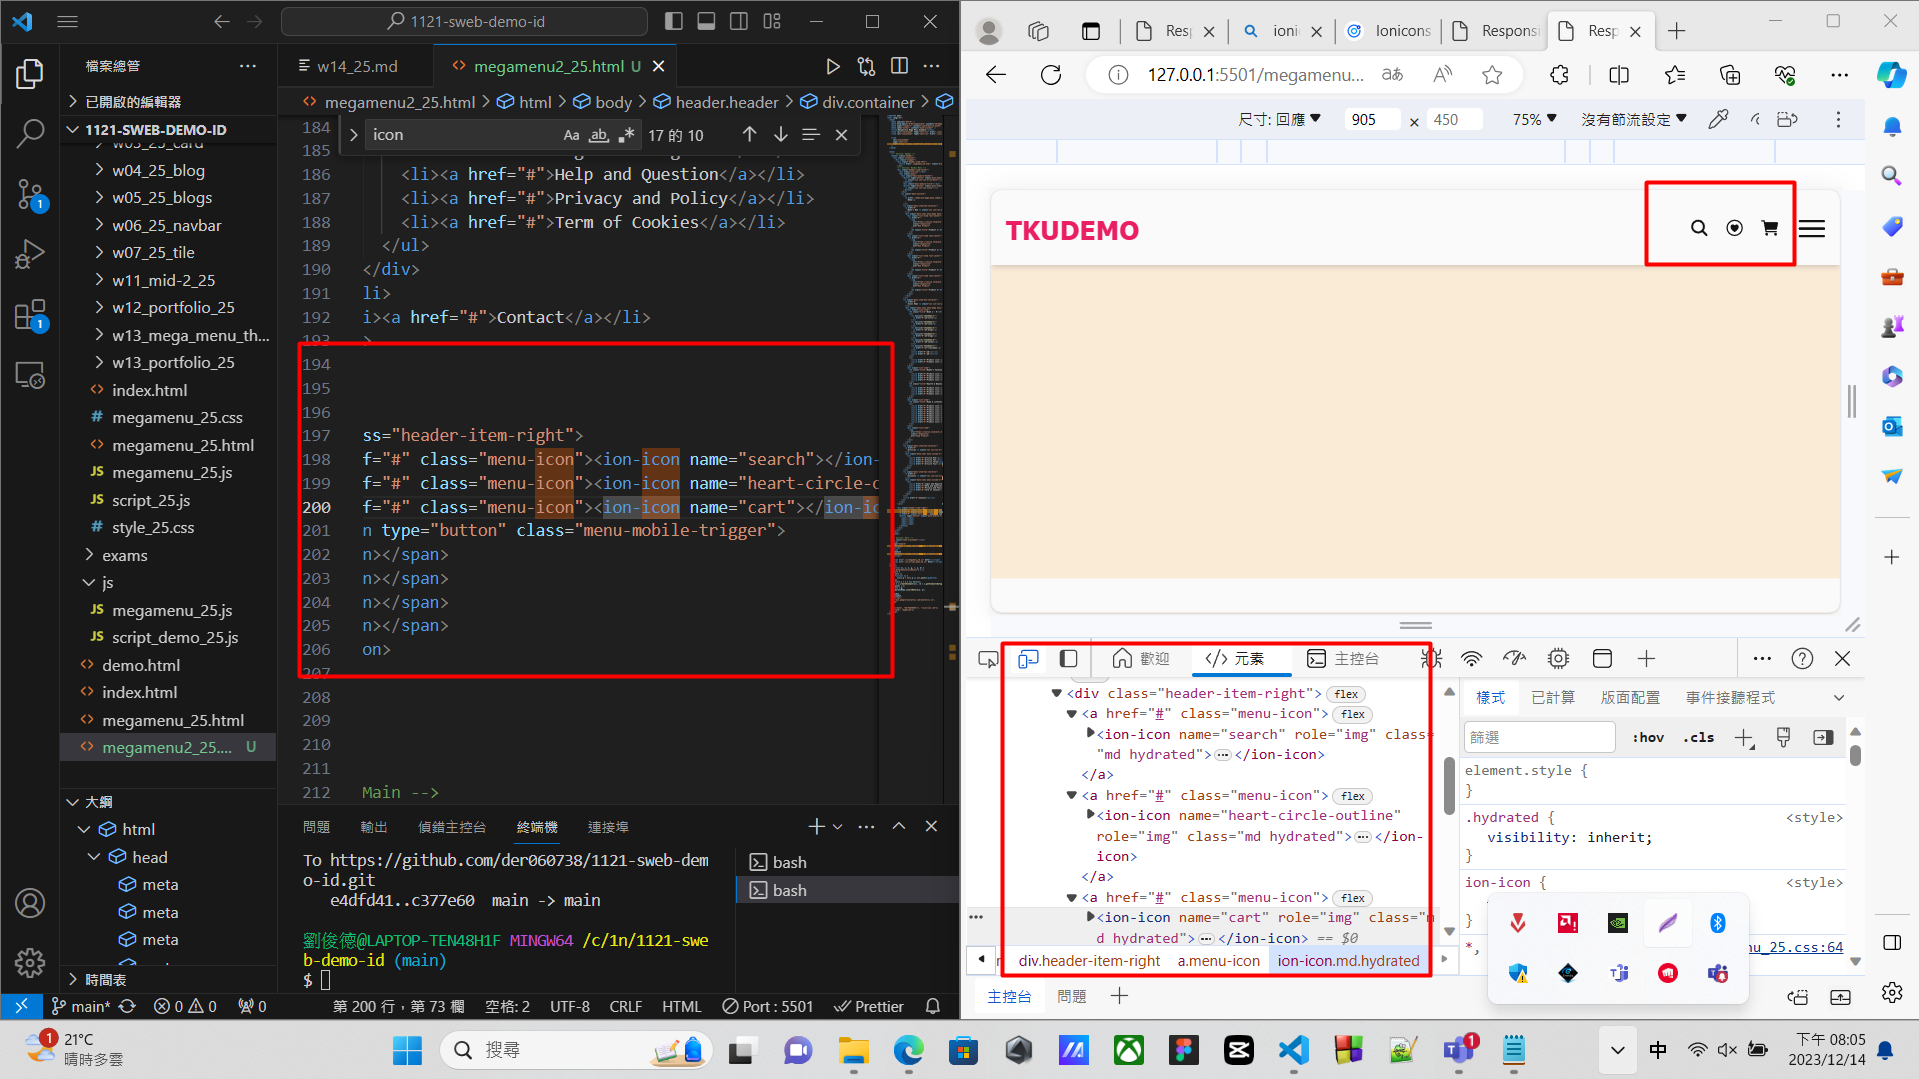 1121-sweb-demo-id
檔案總管
w14_25.md
megamenu2_25.html U
megamenu2_25.html > html > body > header.header > div.container >
已開啟的編輯器
1121-SWEB-DEMO-ID
w03_25_card
w04_25_blog
w05_25_blogs
w06_25_navbar
w07_25_tile
w11_mid-2_25
w12_portfolio_25
w13_mega_menu_th...
w13_portfolio_25
index.html
megamenu_25.css
megamenu_25.html
megamenu_25.js
script_25.js
style_25.css
exams
js
megamenu_25.js
script_demo_25.js
demo.html
index.html
megamenu_25.html
megamenu2_25.... U
大綱
html
head
meta
meta
meta
時間表
icon
Aa ab 17 的 10
184
185
186 <li><a href="#">Help and Question</a></li>
187 <li><a href="#">Privacy and Policy</a></li>
188 <li><a href="#">Term of Cookies</a></li>
189 </ul>
190 </div>
191 li>
192 i><a href="#">Contact</a></li>
193 >
194
195
196
197 ss="header-item-right">
198 f="#" class="menu-icon"><ion-icon name="search"></ion-
199 f="#" class="menu-icon"><ion-icon name="heart-circle-o
200 f="#" class="menu-icon"><ion-icon name="cart"></ion-ic
201 n type="button" class="menu-mobile-trigger">
202 n></span>
203 n></span>
204 n></span>
205 n></span>
206 on>
207
208
209
210
211
212 Main -->
問題 輸出 偵錯主控台 終端機 連接埠
To https://github.com/der060738/1121-sweb-dem
o-id.git
e4dfd41..c377e60 main -> main
劉俊德@LAPTOP-TEN48H1F MINGW64 /c/1n/1121-swe
b-demo-id (main)
$
bash
bash
main* 0 0 0 第 200 行，第 73 欄 空格: 2 UTF-8 CRLF HTML Port : 5501 Prettier
Resp
ioni
Ionicons
Responsi
Resp
127.0.0.1:5501/megamenu...
尺寸: 回應 905 × 450 75% 沒有節流設定
TKUDEMO
歡迎 元素 主控台
<div class="header-item-right"> flex
<a href="#" class="menu-icon"> flex
<ion-icon name="search" role="img" class=
"md hydrated"> </ion-icon>
</a>
<a href="#" class="menu-icon"> flex
<ion-icon name="heart-circle-outline"
role="img" class="md hydrated"> </ion-
icon>
</a>
<a href="#" class="menu-icon"> flex
<ion-icon name="cart" role="img" class="m
d hydrated"> </ion-icon> == $0
div.header-item-right a.menu-icon ion-icon.md.hydrated
主控台 問題
樣式 已計算 版面配置 事件接聽程式
篩選 :hov .cls
element.style {
}
.hydrated { <style>
visibility: inherit;
}
ion-icon { <style>
}
*, nu_25.css:64
21°C
晴時多雲
搜尋
中
下午 08:05
2023/12/14